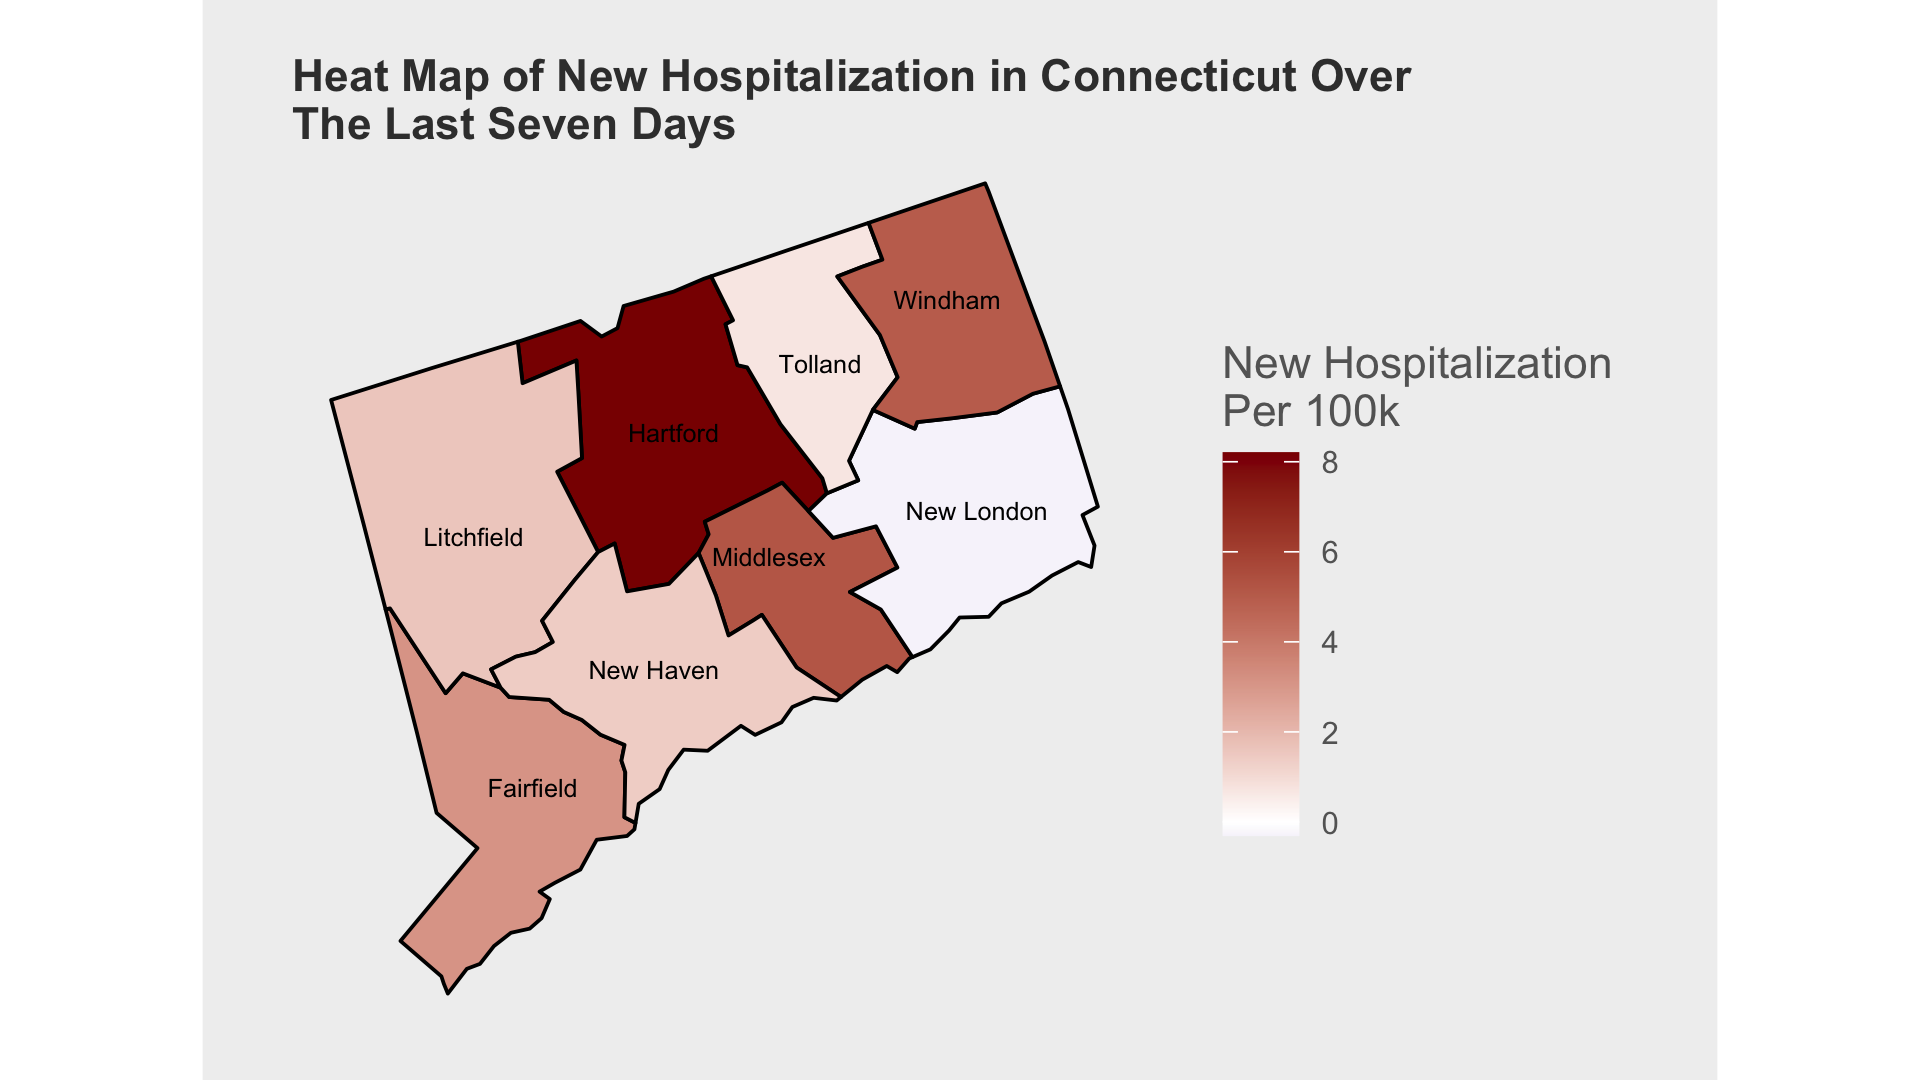 Heat Map of New Hospitalization in Connecticut Over
The Last Seven Days
Windham
Tolland
Hartford
New London
Litchfield
Middlesex
New Haven
Fairfield
New Hospitalization
Per 100k
8
6
4
2
0